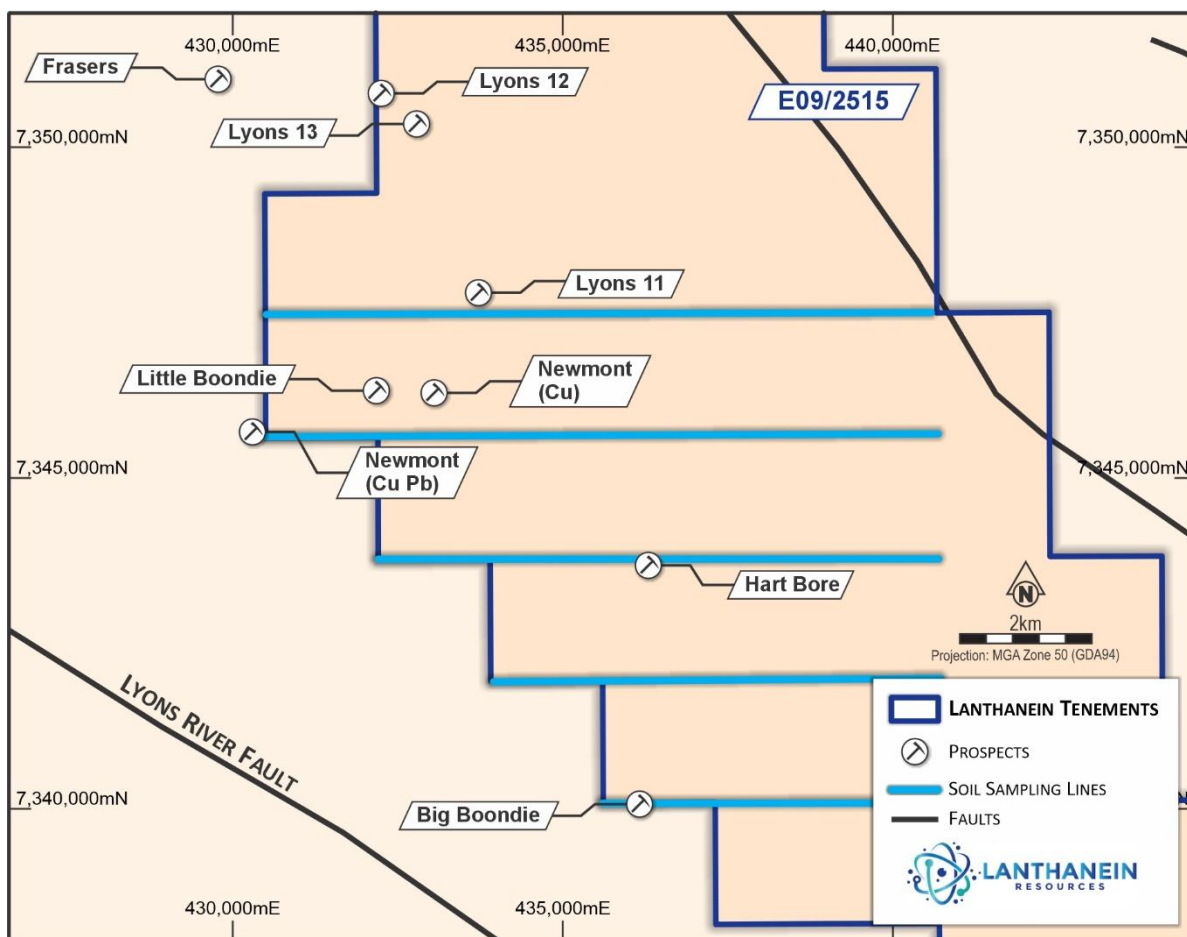 430,000mE
435,000mE
440,000mE
Frasers
Lyons 12
E09/2515
Lyons 13
7,350,000mN
7,350,000mN
Lyons 11
Little Boondie
Newmont
(Cu)
Newmont
(Cu Pb)
7,345,000mN
7,345,000mN
Hart Bore
N
2km
Projection: MGA Zone 50 (GDA94)
LYONS RIVER FAULT
LANTHANEIN TENEMENTS
PROSPECTS
SOIL SAMPLING LINES
FAULTS
7,340,000mN
Big Boondie
LANTHANEIN
RESOURCES
430,000mE
435,000mE